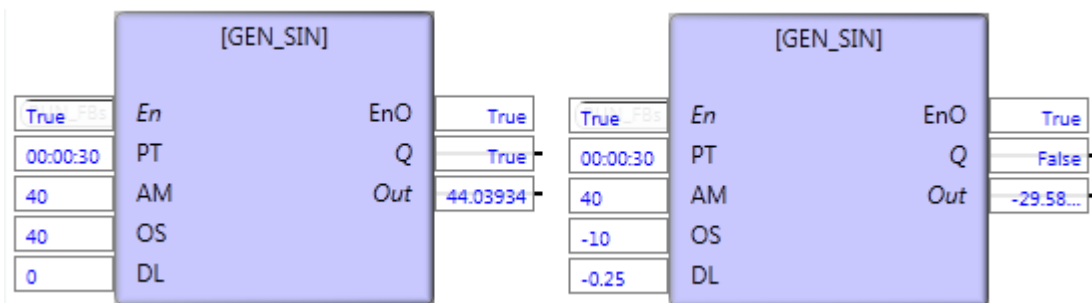 [GEN_SIN]
True En EnO True
00:00:30 PT Q True
40 AM Out 44.03934
40 OS
0 DL
[GEN_SIN]
True En EnO True
00:00:30 PT Q False
40 AM Out -29.58...
-10 OS
-0.25 DL